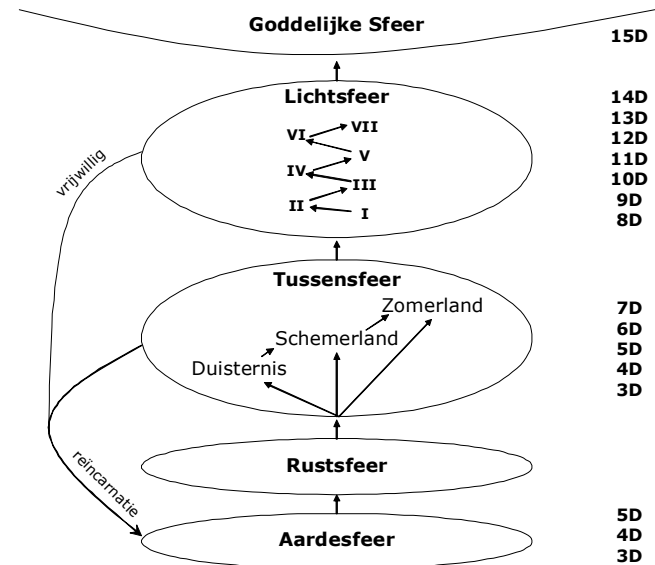 Goddelijke Sfeer
15D
Lichtsfeer
14D
13D
VI VII
12D
V
11D
IV
10D
III
9D
II
I
8D
vrijwillig
Tussensfeer
Zomerland
7D
6D
Schemerland
5D
Duisternis
4D
3D
Rustsfeer
reïncarnatie
5D
Aardesfeer
4D
3D